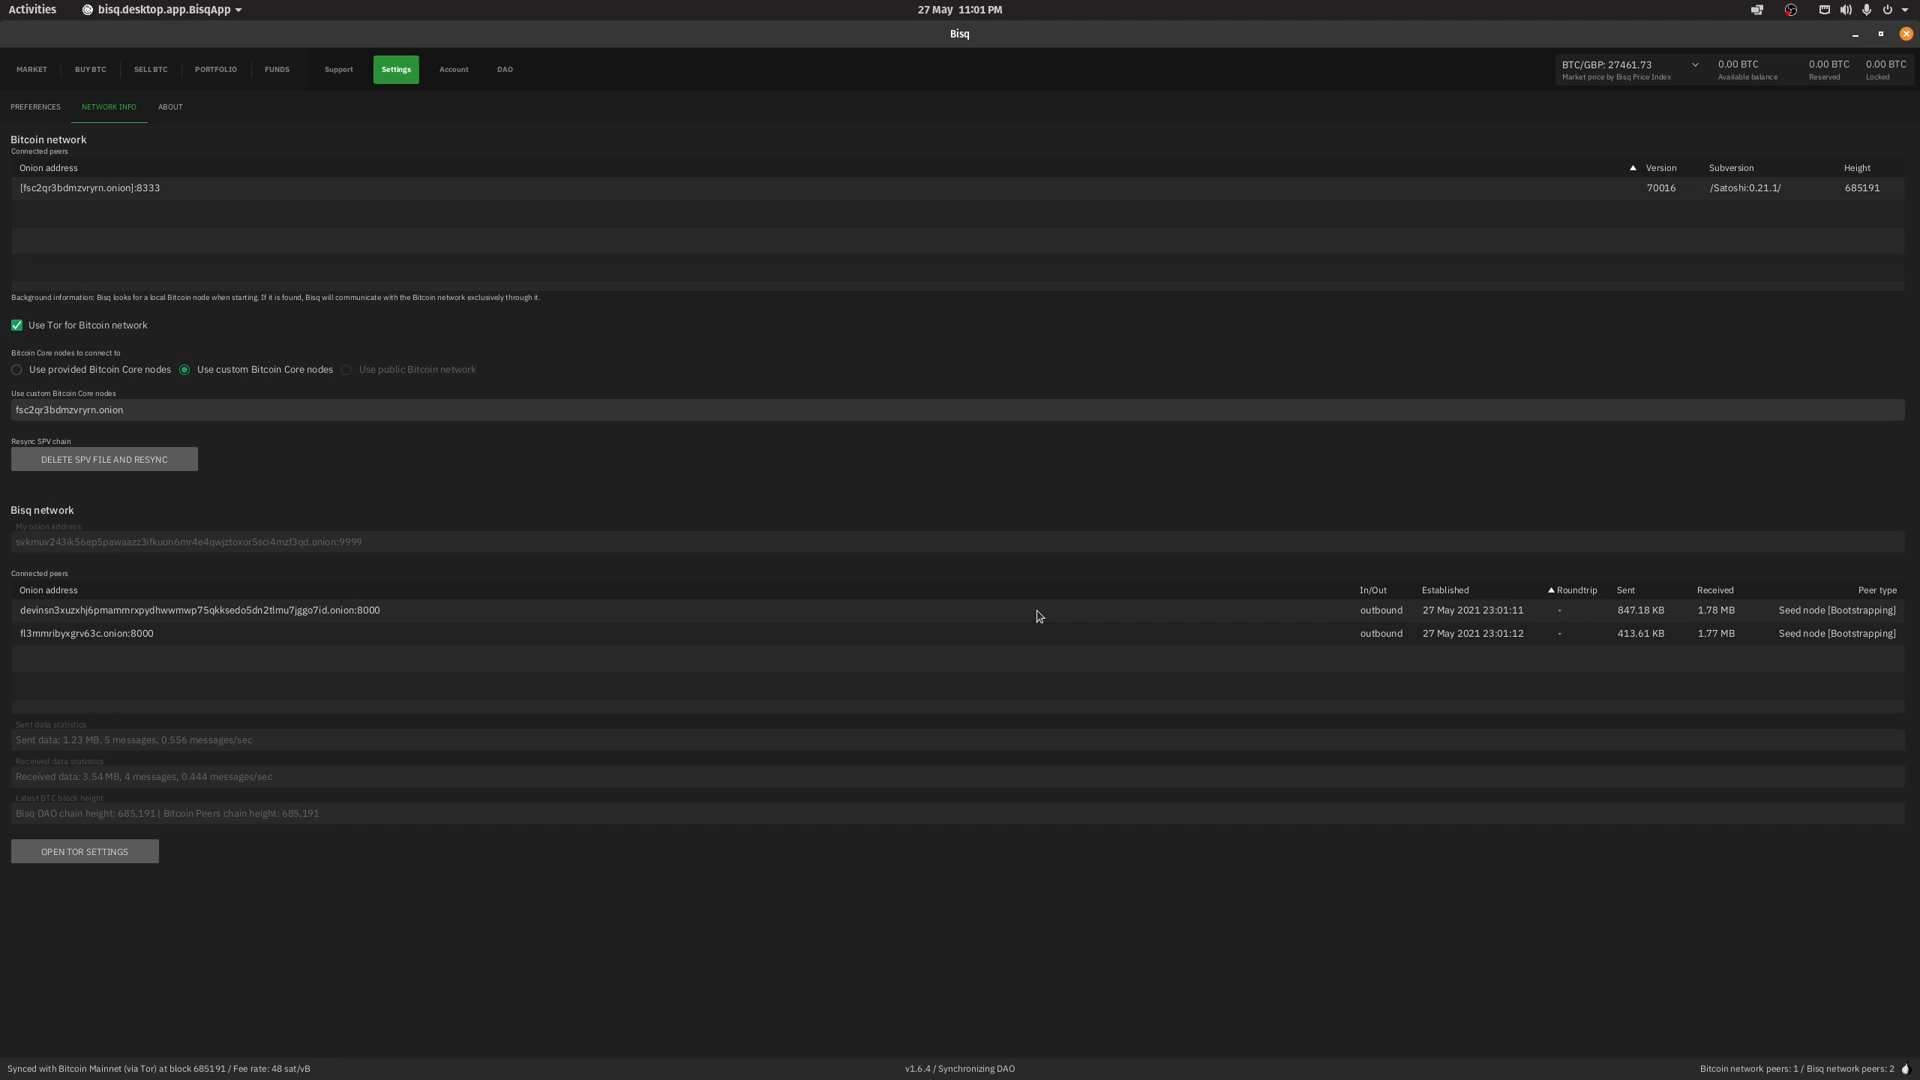 Activities bisq.desktop.app.BisqApp 27 May 11:01 PM
Bisq
MARKET BUY BTC SELL BTC PORTFOLIO FUNDS Support Settings Account DAO
BTC/GBP: 27461.73 0.00 BTC 0.00 BTC 0.00 BTC
Market price by Bisq Price Index Available balance Reserved Locked
PREFERENCES NETWORK INFO ABOUT
Bitcoin network
Connected peers
Onion address Version Subversion Height
[fsc2qr3bdmzvryrn.onion]:8333 70016 /Satoshi:0.21.1/ 685191
Background information: Bisq looks for a local Bitcoin node when starting. If it is found, Bisq will communicate with the Bitcoin network exclusively through it.
Use Tor for Bitcoin network
Bitcoin Core nodes to connect to
Use provided Bitcoin Core nodes Use custom Bitcoin Core nodes Use public Bitcoin network
Use custom Bitcoin Core nodes
fsc2qr3bdmzvryrn.onion
Resync SPV chain
DELETE SPV FILE AND RESYNC
Bisq network
My onion address
svkmuv243ik56ep5pawaazz3ifkuon6mr4e4qwjztoxor5sci4mzf3qd.onion:9999
Connected peers
Onion address In/Out Established Roundtrip Sent Received Peer type
devinsn3xuzxhj6pmammrxpydhwwmwp75qkksedo5dn2tlmu7jggo7id.onion:8000 outbound 27 May 2021 23:01:11 - 847.18 KB 1.78 MB Seed node [Bootstrapping]
fl3mmribyxgrv63c.onion:8000 outbound 27 May 2021 23:01:12 - 413.61 KB 1.77 MB Seed node [Bootstrapping]
Sent data statistics
Sent data: 1.23 MB, 5 messages, 0.556 messages/sec
Received data statistics
Received data: 3.54 MB, 4 messages, 0.444 messages/sec
Latest BTC block height
Bisq DAO chain height: 685,191 | Bitcoin Peers chain height: 685,191
OPEN TOR SETTINGS
Synced with Bitcoin Mainnet (via Tor) at block 685191 / Fee rate: 48 sat/vB v1.6.4 / Synchronizing DAO Bitcoin network peers: 1 / Bisq network peers: 2